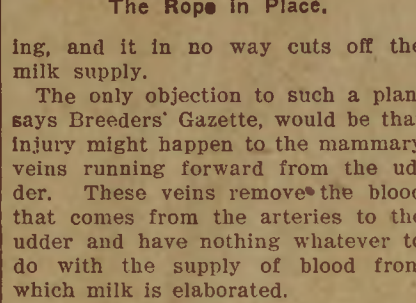 The Rope in Place.
ing, and it in no way cuts off the
milk supply.
The only objection to such a plan
says Breeders' Gazette, would be tha
injury might happen to the mammary
veins running forward from the ud
der. These veins remove the blood
that comes from the arteries to the
udder and have nothing whatever to
do with the supply of blood from
which milk is elaborated.